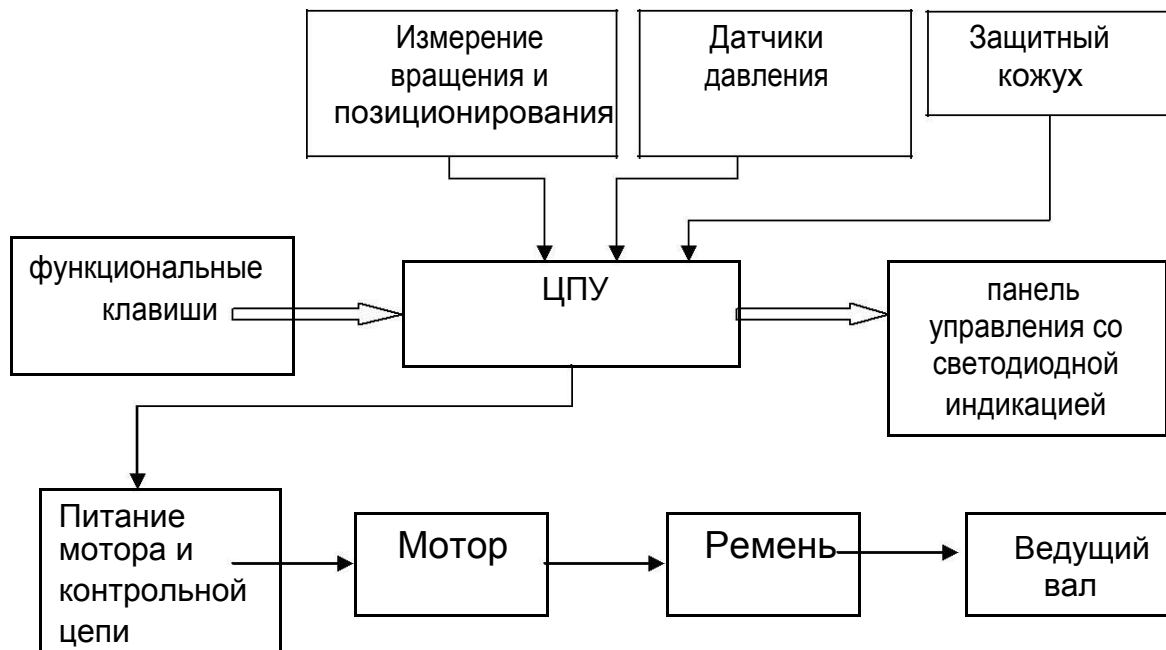 Измерение
вращения и
позиционирования
Датчики
давления
Защитный
кожух
функциональные
клавиши
ЦПУ
панель
управления со
светодиодной
индикацией
Питание
мотора и
контрольной
цепи
Мотор
Ремень
Ведущий
вал